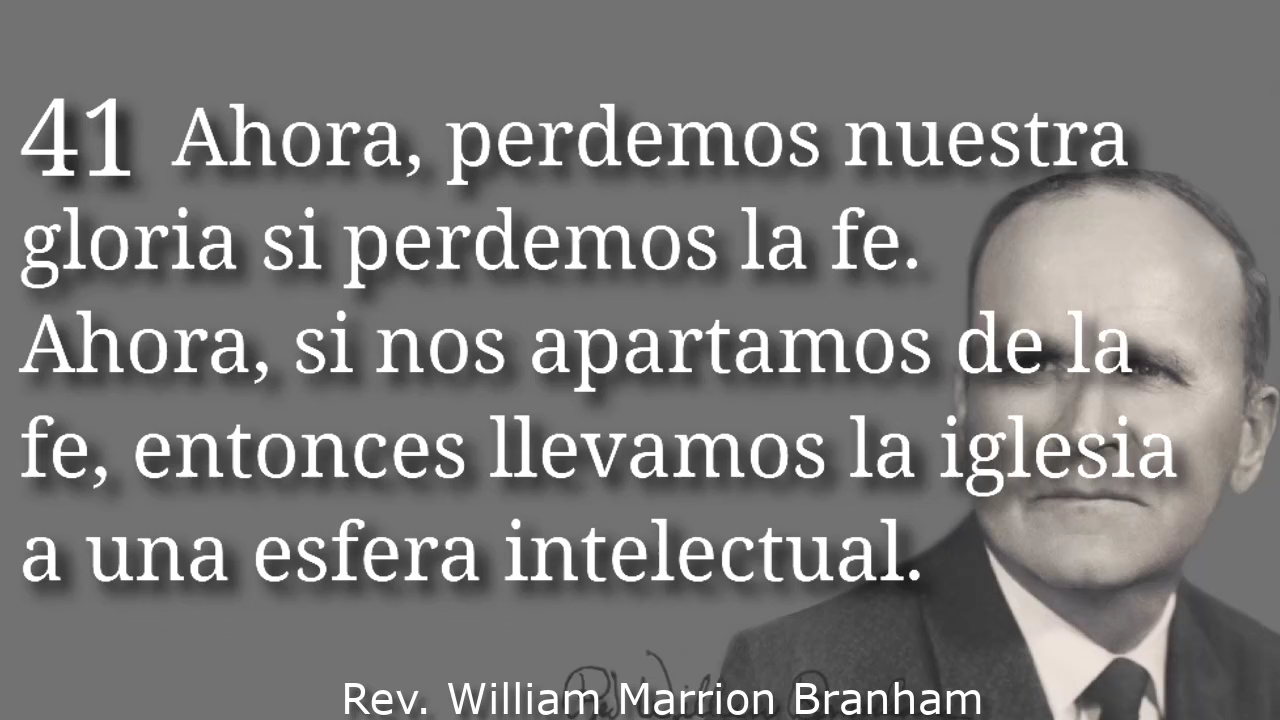 41 Ahora, perdemos nuestra
gloria si perdemos la fe.
Ahora, si nos apartamos de la
fe, entonces llevamos la iglesia
a una esfera intelectual.
Rev. William Marrion Branham